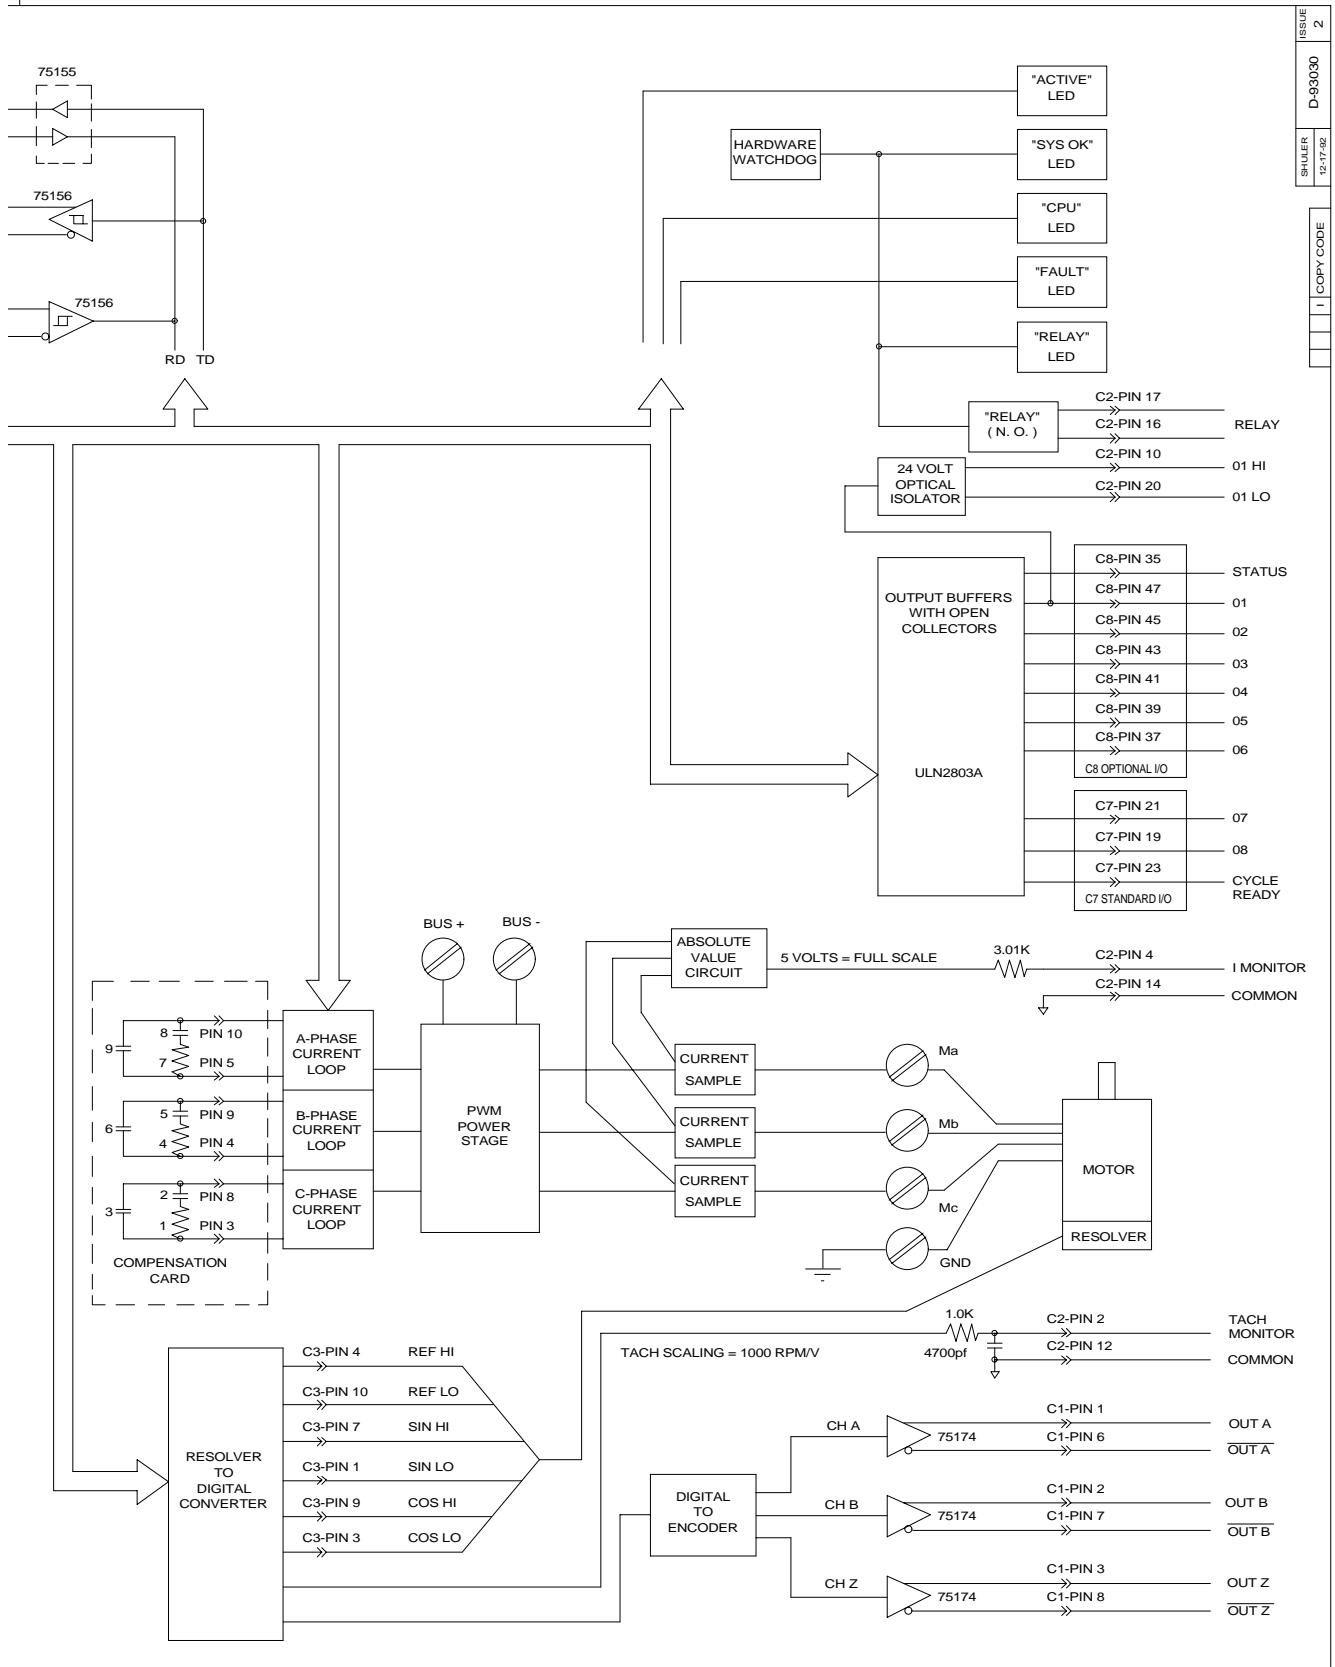 ISSUE
2
D-93030
SHULER
12-17-92
COPY CODE
I
75155
75156
75156
RD TD
"ACTIVE"
LED
HARDWARE
WATCHDOG
"SYS OK"
LED
"CPU"
LED
"FAULT"
LED
"RELAY"
LED
"RELAY"
( N. O. )
C2-PIN 17
C2-PIN 16
RELAY
24 VOLT
OPTICAL
ISOLATOR
C2-PIN 10
01 HI
C2-PIN 20
01 LO
OUTPUT BUFFERS
WITH OPEN
COLLECTORS
ULN2803A
C8-PIN 35
STATUS
C8-PIN 47
01
C8-PIN 45
02
C8-PIN 43
03
C8-PIN 41
04
C8-PIN 39
05
C8-PIN 37
06
C8 OPTIONAL I/O
C7-PIN 21
07
C7-PIN 19
08
C7-PIN 23
CYCLE
READY
C7 STANDARD I/O
BUS +
BUS -
ABSOLUTE
VALUE
CIRCUIT
5 VOLTS = FULL SCALE
3.01K
C2-PIN 4
I MONITOR
C2-PIN 14
COMMON
9
8
PIN 10
7
PIN 5
6
5
PIN 9
4
PIN 4
3
2
PIN 8
1
PIN 3
COMPENSATION
CARD
A-PHASE
CURRENT
LOOP
B-PHASE
CURRENT
LOOP
C-PHASE
CURRENT
LOOP
PWM
POWER
STAGE
CURRENT
SAMPLE
CURRENT
SAMPLE
CURRENT
SAMPLE
Ma
Mb
Mc
GND
MOTOR
RESOLVER
1.0K
4700pf
C2-PIN 2
TACH
MONITOR
C2-PIN 12
COMMON
TACH SCALING = 1000 RPM/V
RESOLVER
TO
DIGITAL
CONVERTER
C3-PIN 4 REF HI
C3-PIN 10 REF LO
C3-PIN 7 SIN HI
C3-PIN 1 SIN LO
C3-PIN 9 COS HI
C3-PIN 3 COS LO
DIGITAL
TO
ENCODER
CH A
75174
C1-PIN 1
OUT A
C1-PIN 6
OUT A
CH B
75174
C1-PIN 2
OUT B
C1-PIN 7
OUT B
CH Z
75174
C1-PIN 3
OUT Z
C1-PIN 8
OUT Z